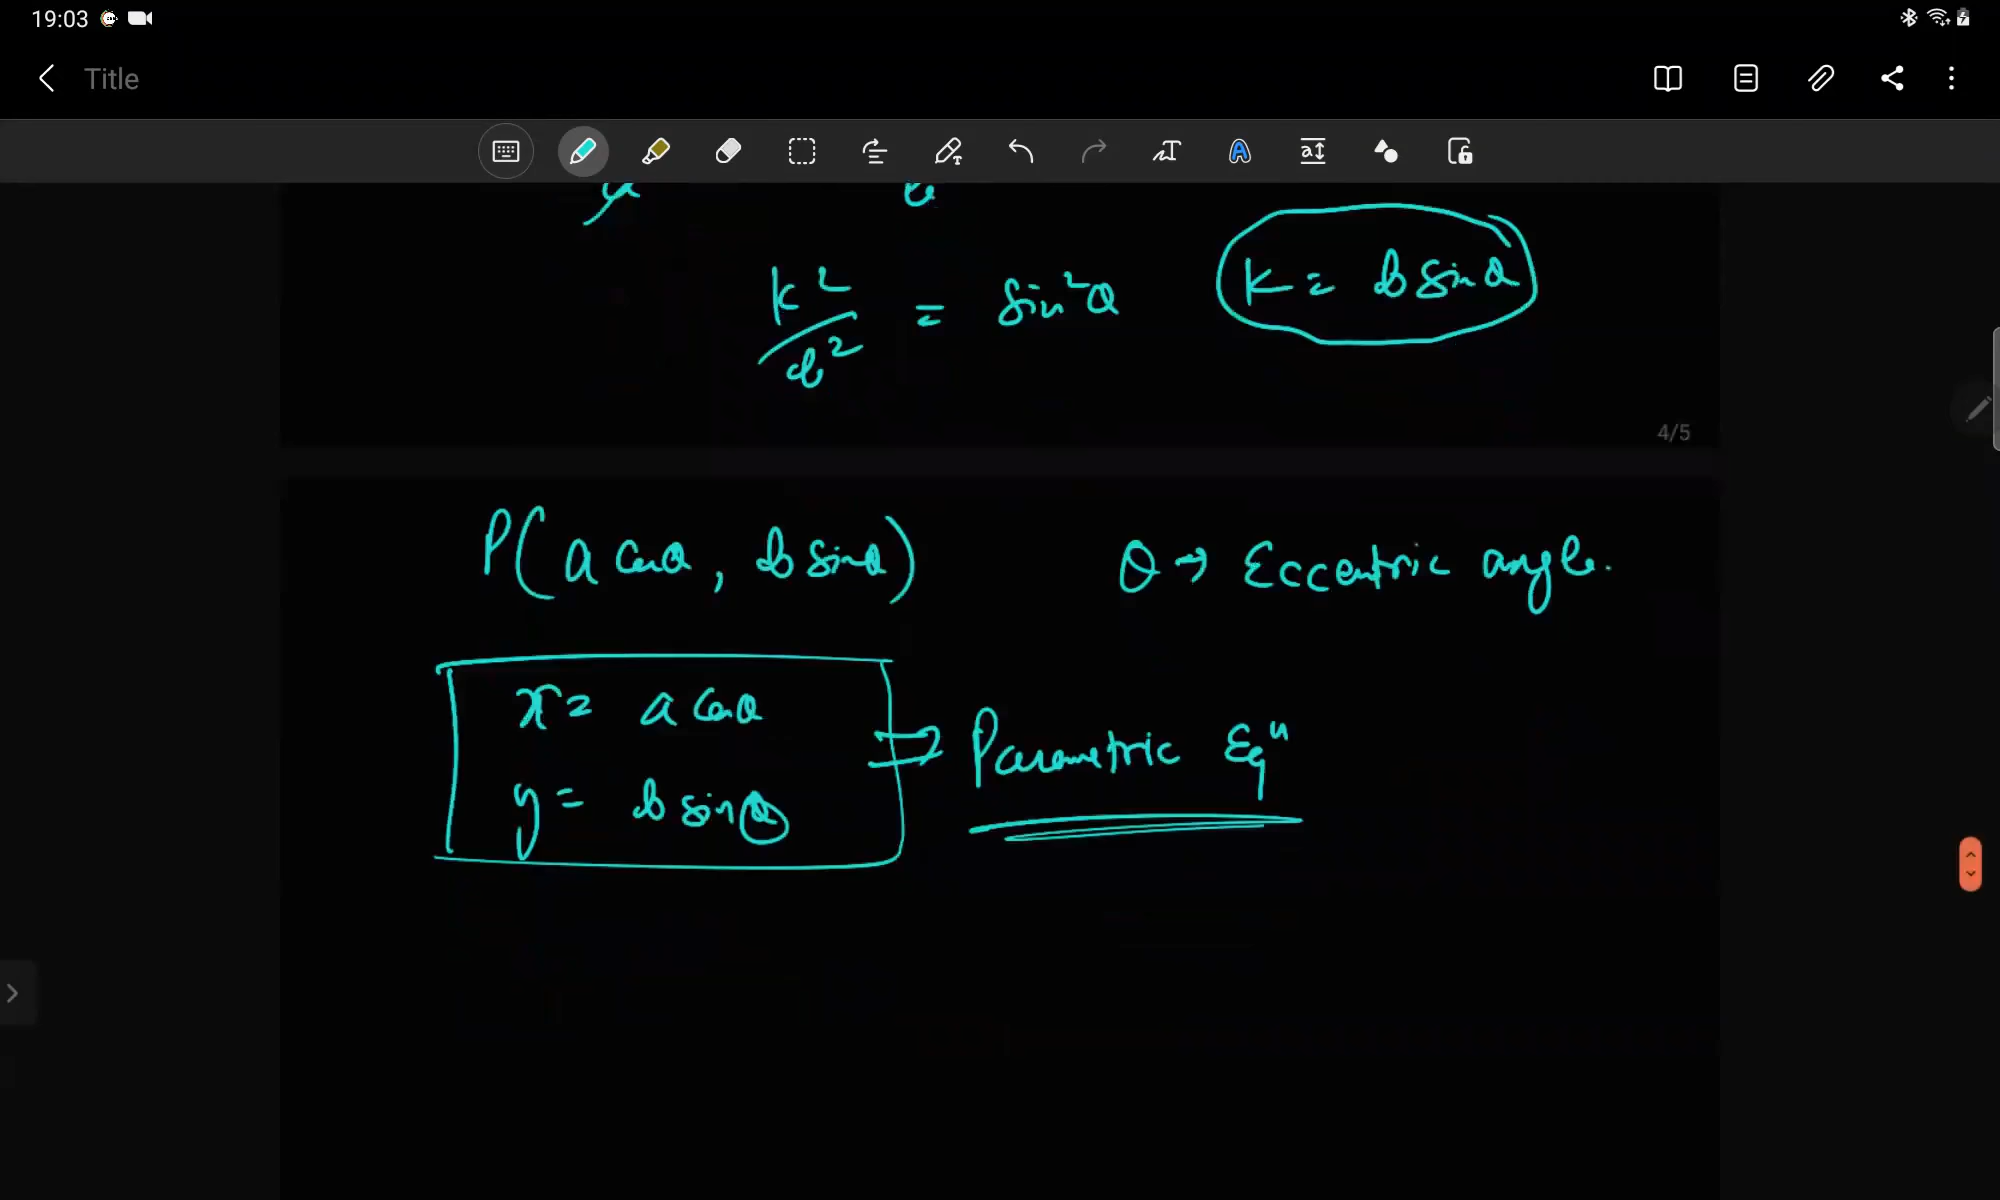 19:03
Title
k²/b² = sin²θ
k = b sinθ
4/5
P(a cosθ, b sinθ)
θ → Eccentric angle.
x = a cosθ
y = b sinθ
⇒ Parametric Eqⁿ